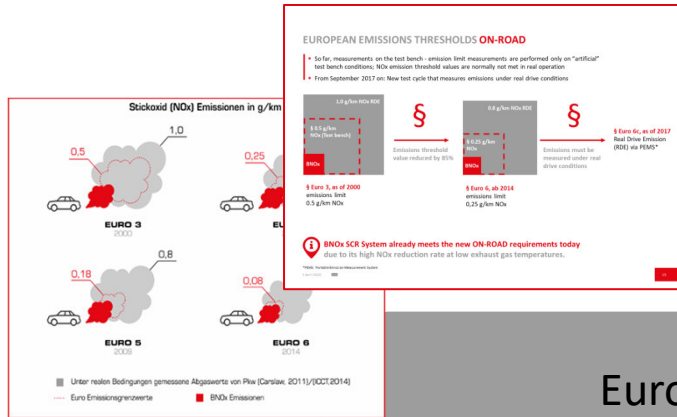 EUROPEAN EMISSIONS THRESHOLDS ON-ROAD
So far, measurements on the test bench - emission limit measurements are performed only on "artificial"
test bench conditions; NOx emission threshold values are normally not met in real operation
From September 2017 on: New test cycle that measures emissions under real drive conditions
1.0 g/km NOx RDE
§ 0.5 g/km
NOx (Test bench)
BNOx
§
Emissions threshold
value reduced by 85%
§ Euro 3, as of 2000
emissions limit
0.5 g/km NOx
0.6 g/km NOx RDE
§ 0.25 g/km
NOx
BNOx
§
Emissions must be
measured under real
drive conditions
§ Euro 6, ab 2014
emissions limit
0,25 g/km NOx
§ Euro 6c, as of 2017
Real Drive Emission
(RDE) via PEMS*
BNOx SCR System already meets the new ON-ROAD requirements today
due to its high NOx reduction rate at low exhaust gas temperatures.
Stickoxid (NOx) Emissionen in g/km
0,5
1,0
EURO 3
2000
0,25
0,18
0,8
EURO 5
2009
0,08
EURO 6
2014
Unter realen Bedingungen gemessene Abgaswerte von Pkw (Carslaw, 2011)/(ICCT,2014)
Euro Emissionsgrenzwerte
BNOx Emissionen
Euro